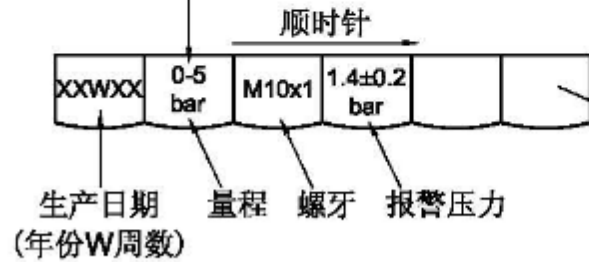 顺时针
XXWXX
0-5
bar
M10x1
1.4±0.2
bar
生产日期
(年份W周数)
量程
螺牙
报警压力